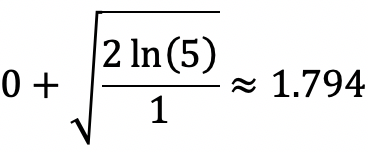 0 + √(2 ln(5)/1) ≈ 1.794